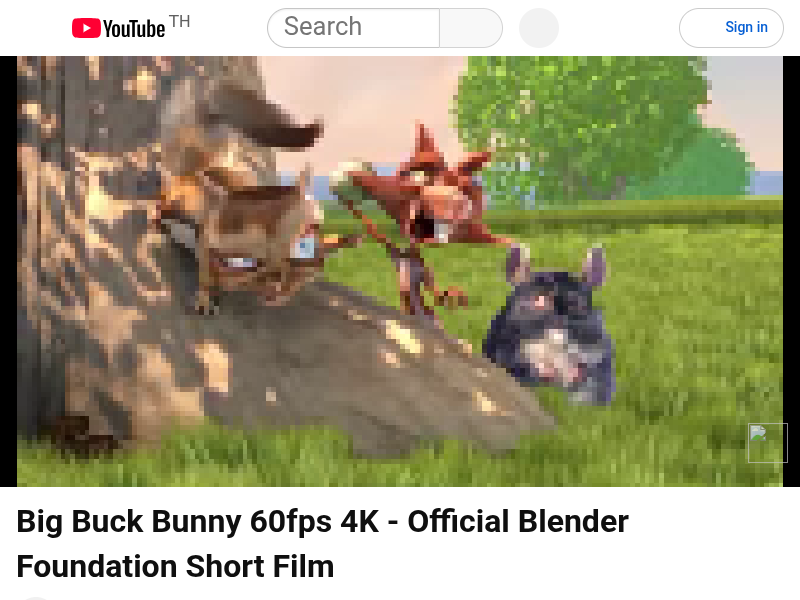 YouTube TH
Search
Sign in
Big Buck Bunny 60fps 4K - Official Blender
Foundation Short Film